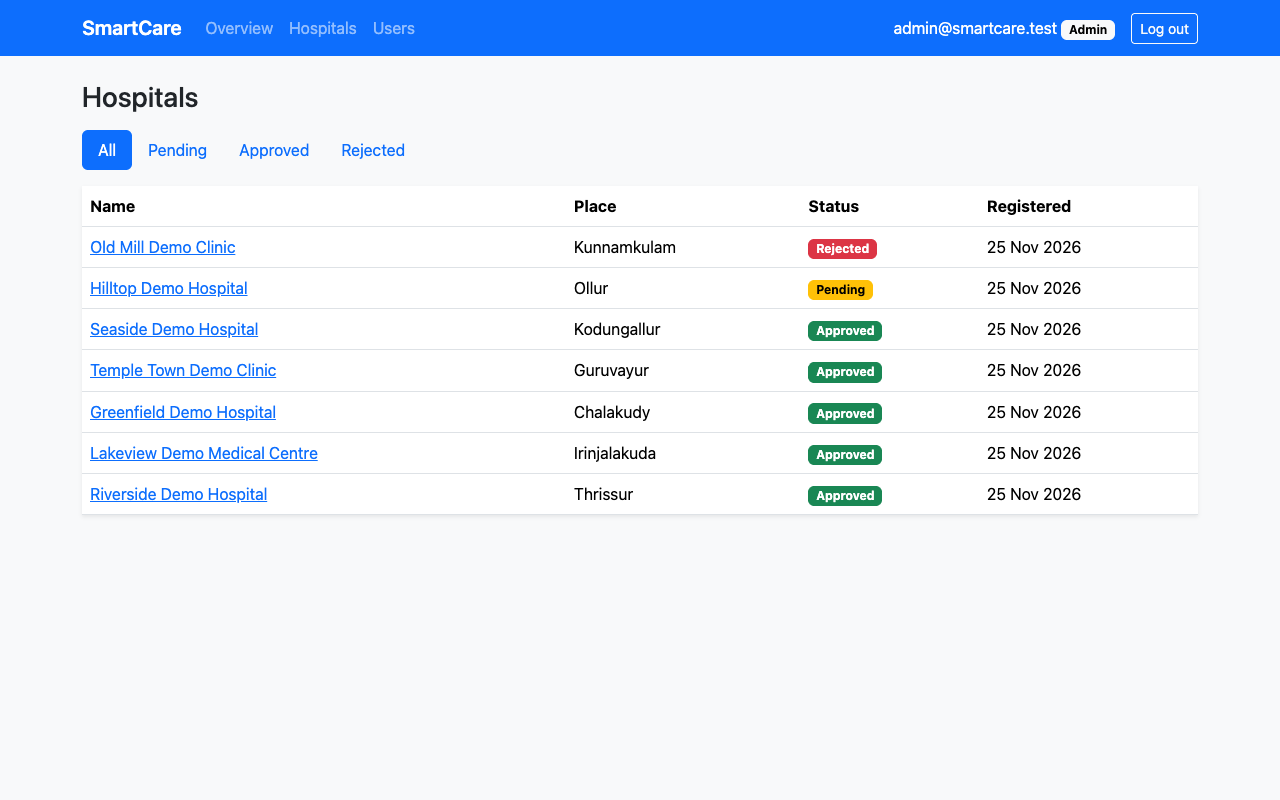 SmartCare Overview Hospitals Users admin@smartcare.test Admin Log out
Hospitals
All Pending Approved Rejected
Name Place Status Registered
Old Mill Demo Clinic Kunnamkulam Rejected 25 Nov 2026
Hilltop Demo Hospital Ollur Pending 25 Nov 2026
Seaside Demo Hospital Kodungallur Approved 25 Nov 2026
Temple Town Demo Clinic Guruvayur Approved 25 Nov 2026
Greenfield Demo Hospital Chalakudy Approved 25 Nov 2026
Lakeview Demo Medical Centre Irinjalakuda Approved 25 Nov 2026
Riverside Demo Hospital Thrissur Approved 25 Nov 2026